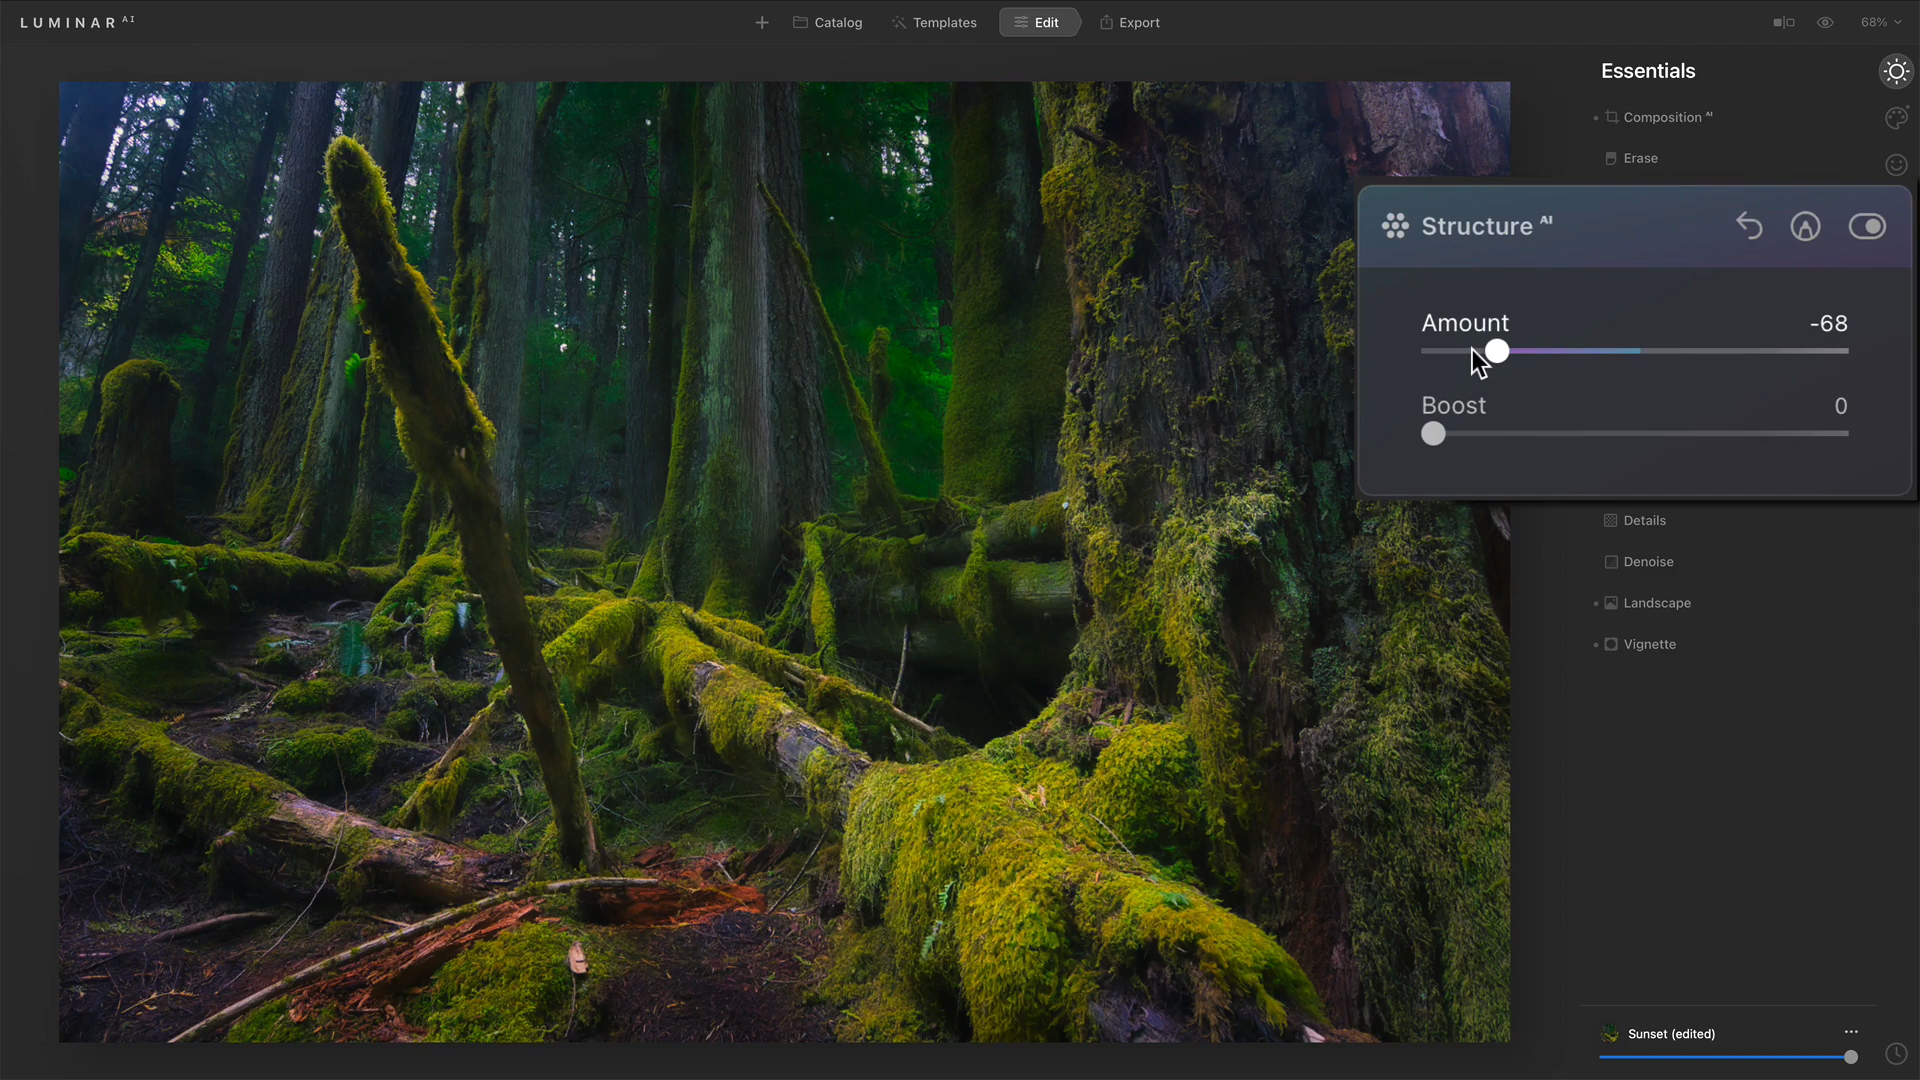 LUMINAR AI
Catalog
Templates
Edit
Export
68%
Essentials
Composition AI
Erase
Structure AI
Amount -68
Boost 0
Details
Denoise
Landscape
Vignette
Sunset (edited)